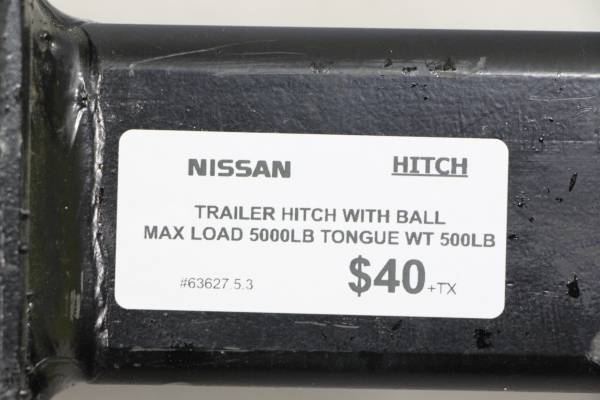 NISSAN HITCH
TRAILER HITCH WITH BALL
MAX LOAD 5000LB TONGUE WT 500LB
#63627.5.3 $40+TX